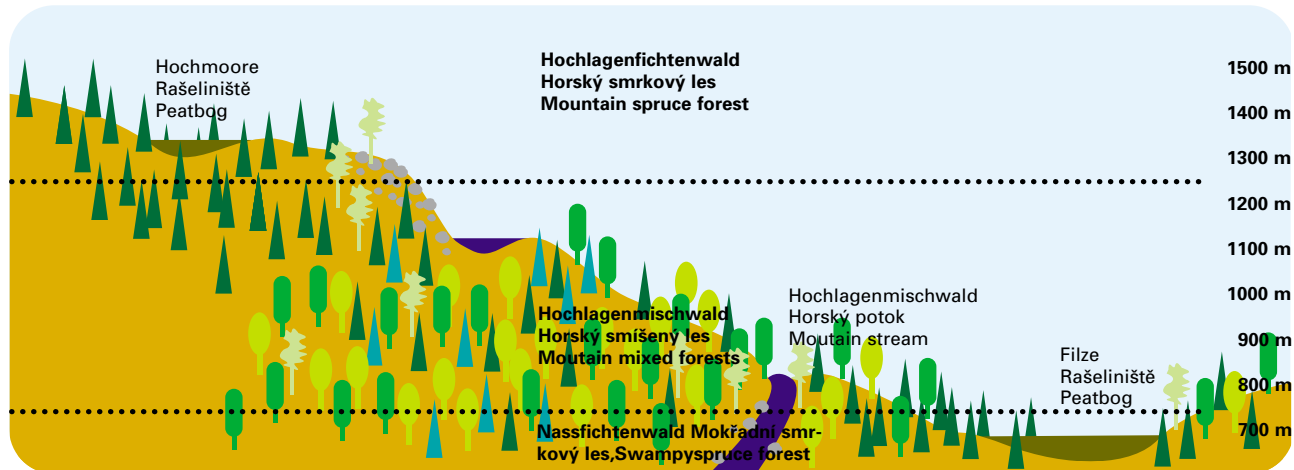 Hochmoore
Rašeliniště
Peatbog
Hochlagenfichtenwald
Horský smrkový les
Mountain spruce forest
1500 m
1400 m
1300 m
1200 m
1100 m
1000 m
900 m
800 m
700 m
Hochlagenmischwald
Horský smíšený les
Moutain mixed forests
Hochlagenmischwald
Horský potok
Moutain stream
Filze
Rašeliniště
Peatbog
Nassfichtenwald Mokřadní smr-
kový les,Swampyspruce forest